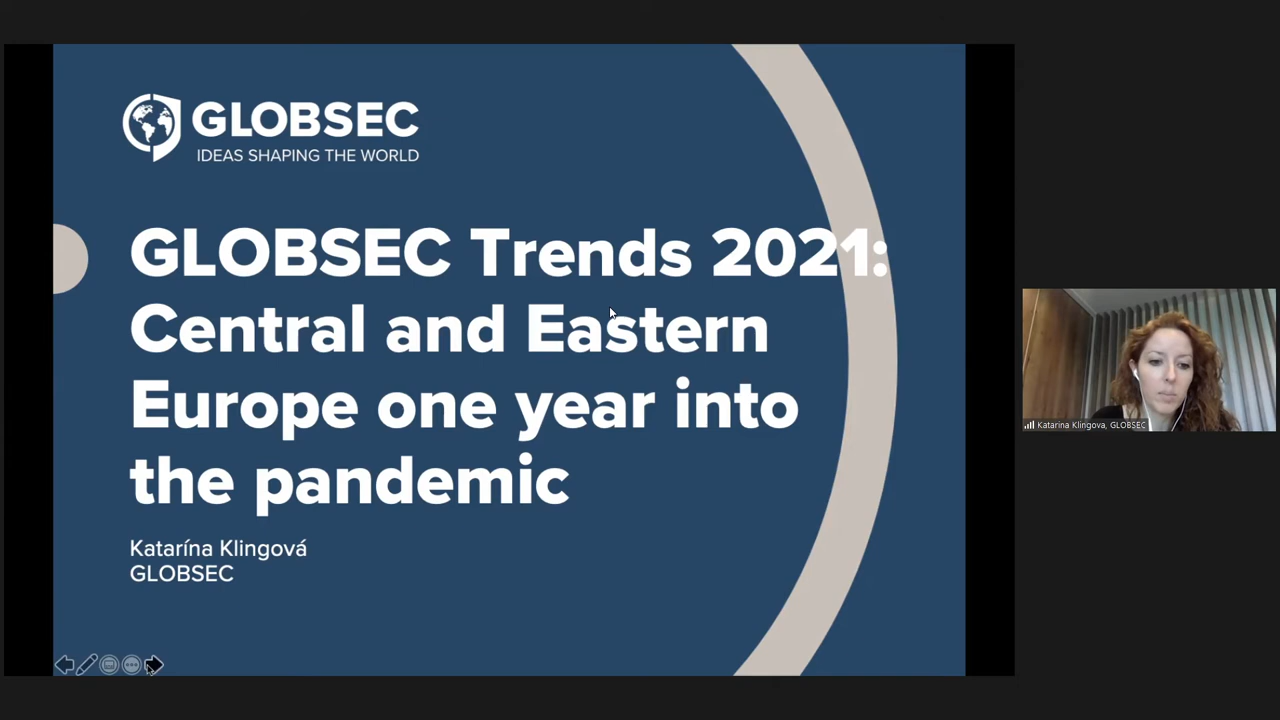 GLOBSEC
IDEAS SHAPING THE WORLD
GLOBSEC Trends 2021:
Central and Eastern
Europe one year into
the pandemic
Katarína Klingová
GLOBSEC
Katarina Klingova, GLOBSEC